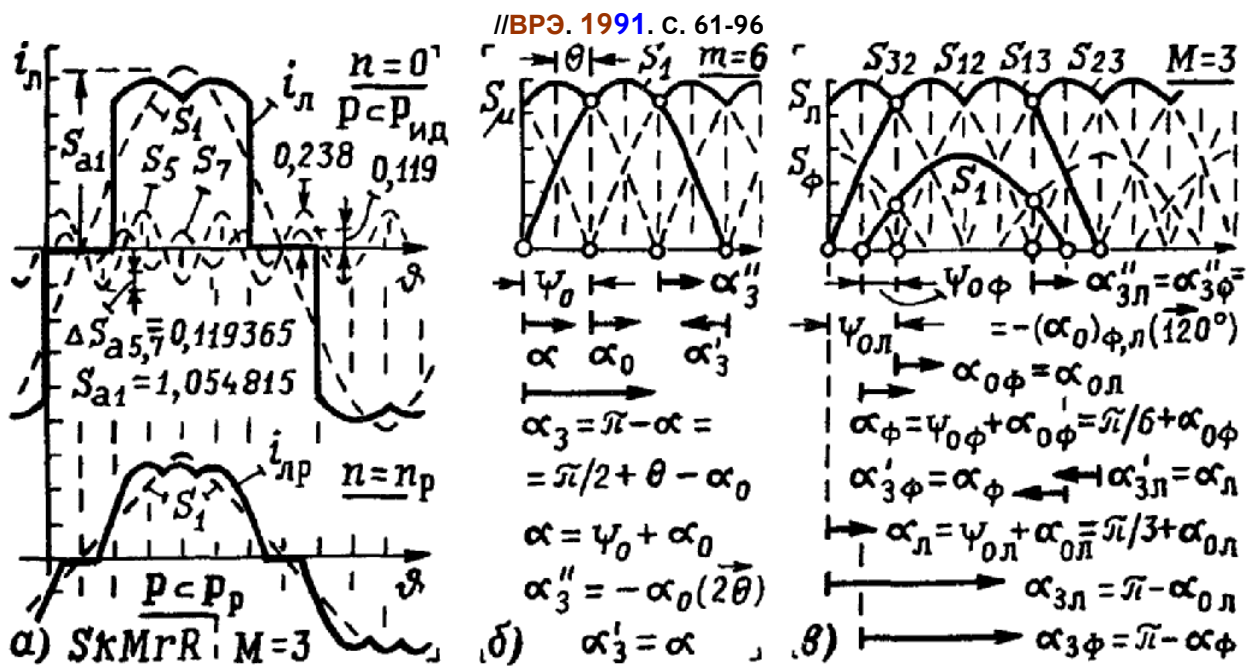 //ВРЭ. 1991. С. 61-96
i_л
n=0
i_л
p⊂p_ид
S_a1
S_1
S_5 S_7
0,238
0,119
ϑ
ΔS_a5,7=0,119365
S_a1=1,054815
i_лр
n=n_р
S_1
ϑ
p⊂p_р
а) SkMrR M=3
θ S_1 m=6
S_μ
ψ_0 α''_3
α α_0 α'_3
α_3=π-α=
=π/2+θ-α_0
α=ψ_0+α_0
α''_3=-α_0(2θ)
б) α'_3=α
S_32 S_12 S_13 S_23 M=3
S_л
S_ф
S_1
ψ_0ф α''_3л=α''_3ф=
ψ_0л =-(α_0)_ф,л(120°)
α_0ф=α_0л
α_ф=ψ_0ф+α_0ф=π/6+α_0ф
α'_3ф=α_ф α'_3л=α_л
α_л=ψ_0л+α_0л=π/3+α_0л
α_3л=π-α_0л
в) α_3ф=π-α_ф